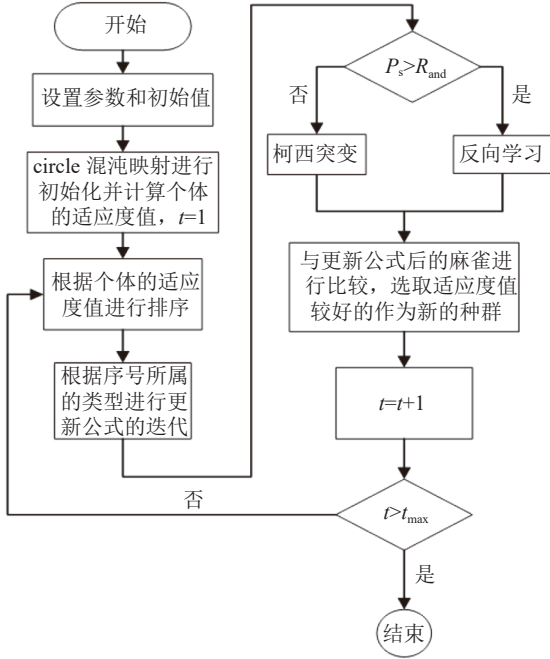 开始
设置参数和初始值
circle 混沌映射进行
初始化并计算个体
的适应度值，t=1
根据个体的适应
度值进行排序
根据序号所属
的类型进行更
新公式的迭代
Ps>Rand
否
是
柯西突变
反向学习
与更新公式后的麻雀进
行比较，选取适应度值
较好的作为新的种群
t=t+1
否
t>tmax
是
结束